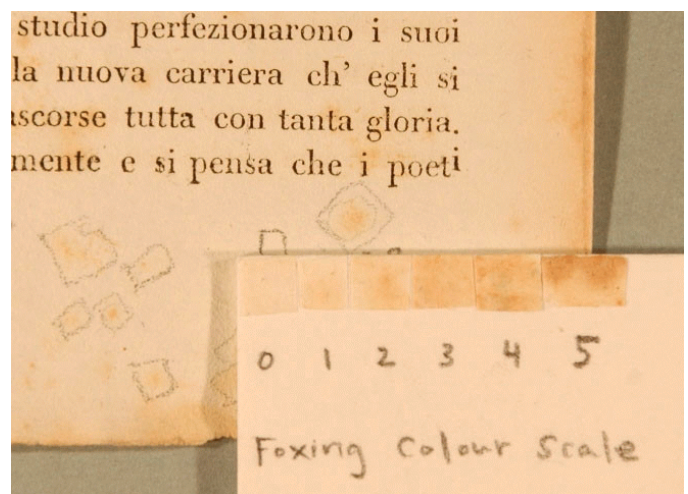 studio perfezionarono i suoi
la nuova carriera ch' egli si
ascorse tutta con tanta gloria.
mente e si pensa che i poeti
0 1 2 3 4 5
Foxing Colour Scale